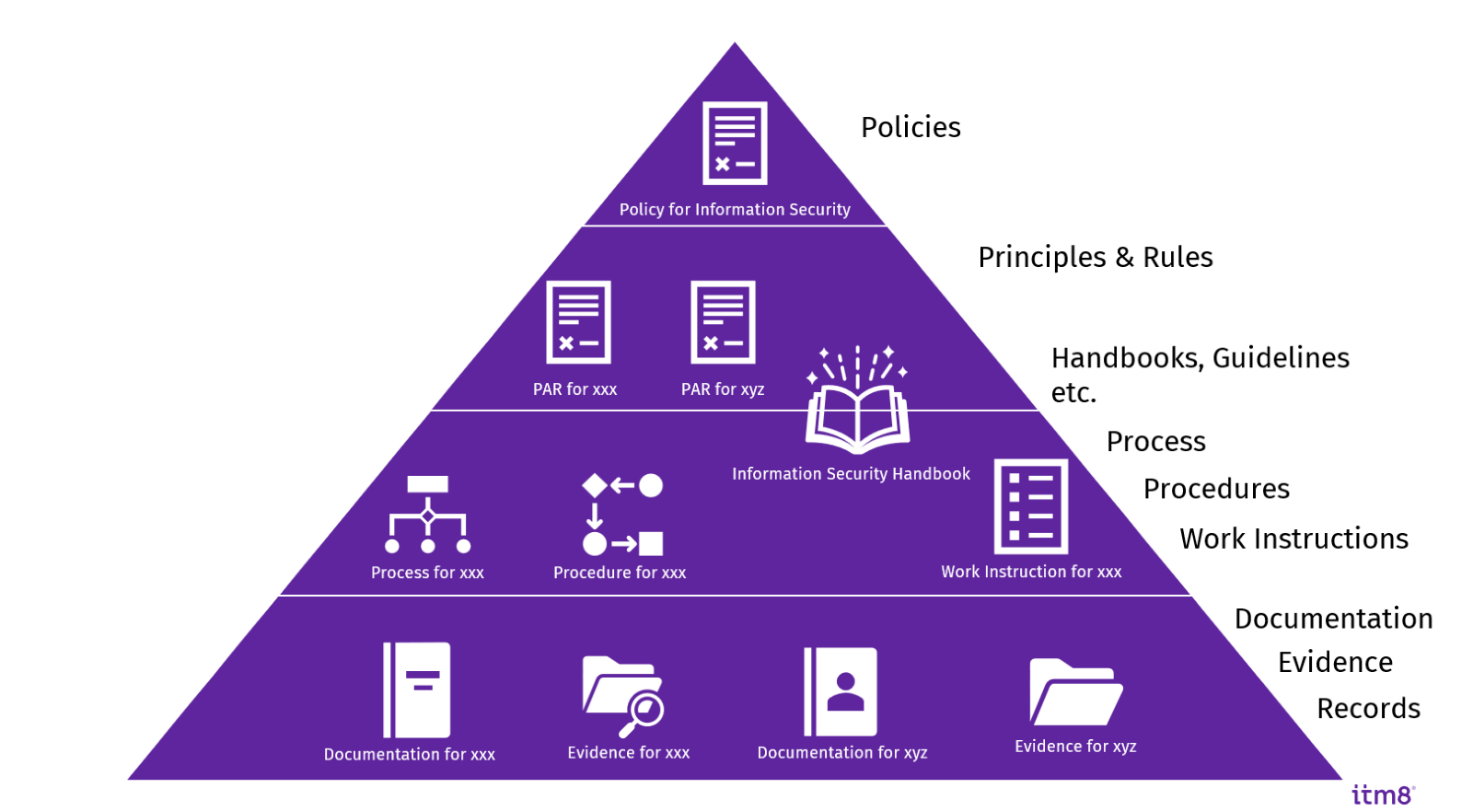 Policies
Policy for Information Security
Principles & Rules
PAR for xxx
PAR for xyz
Handbooks, Guidelines
etc.
Process
Information Security Handbook
Procedures
Work Instructions
Process for xxx
Procedure for xxx
Work Instruction for xxx
Documentation
Evidence
Records
Documentation for xxx
Evidence for xxx
Documentation for xyz
Evidence for xyz
itm8